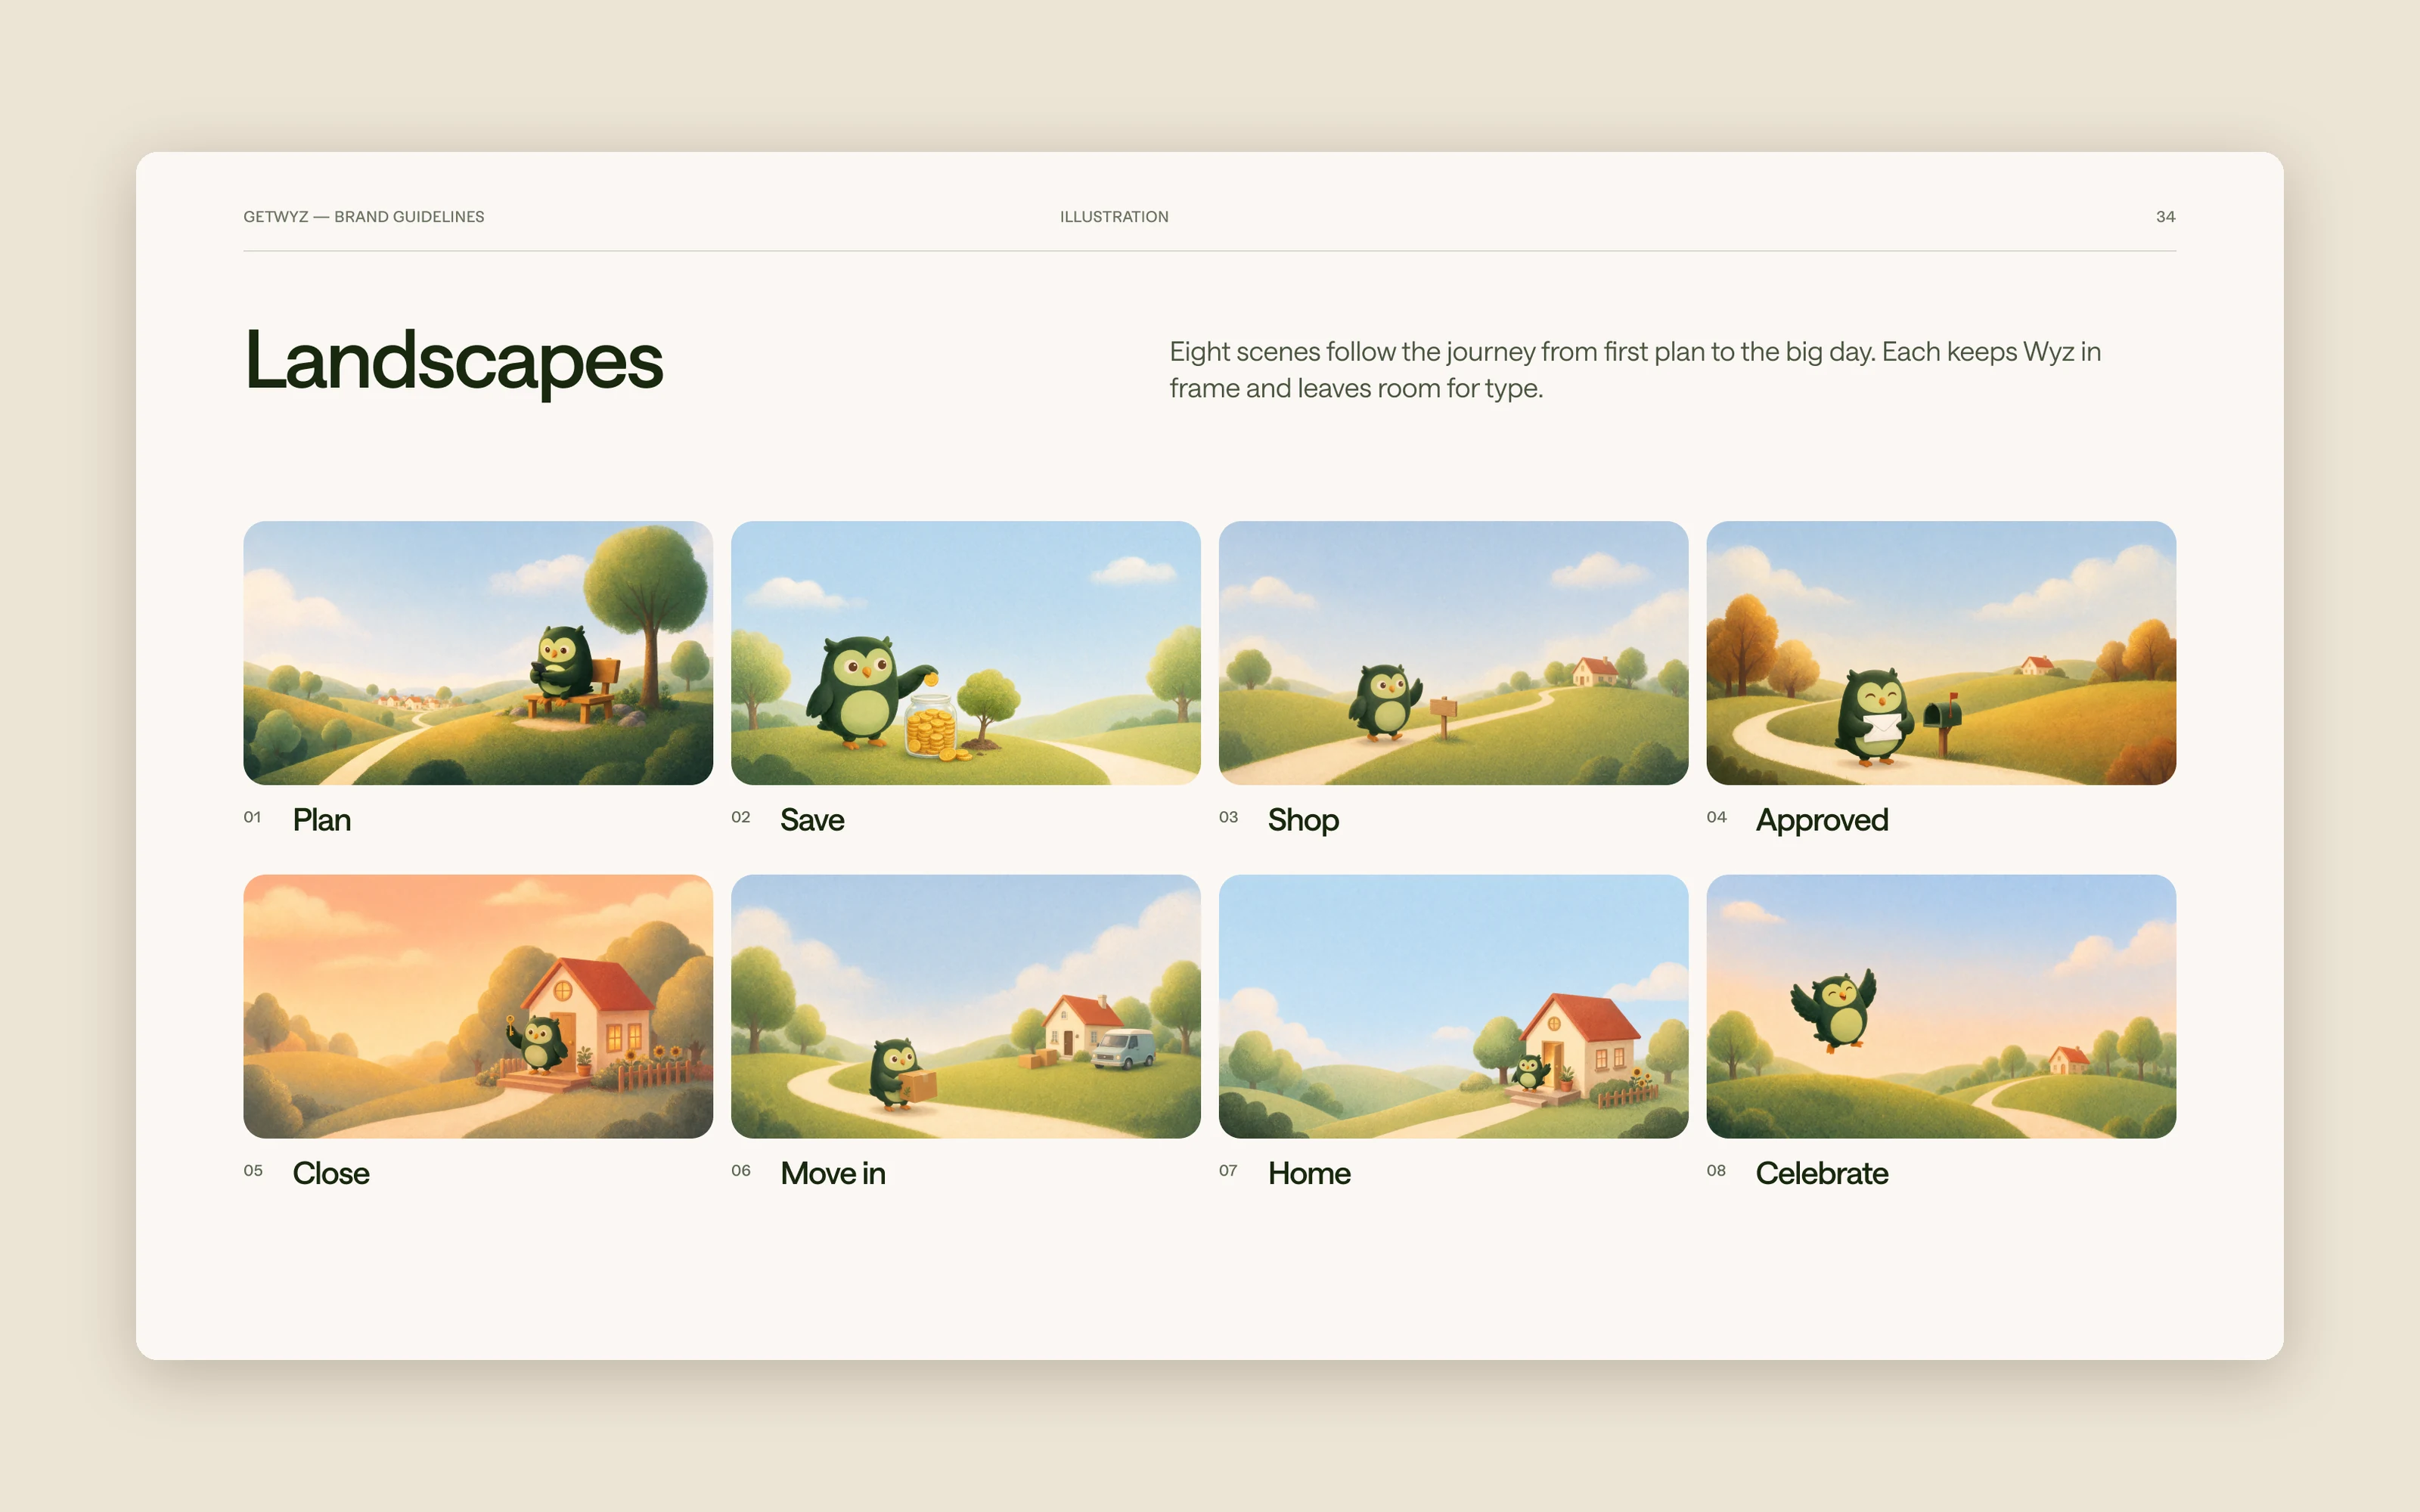 GETWYZ — BRAND GUIDELINES
ILLUSTRATION
34
Landscapes
Eight scenes follow the journey from first plan to the big day. Each keeps Wyz in
frame and leaves room for type.
01 Plan
02 Save
03 Shop
04 Approved
05 Close
06 Move in
07 Home
08 Celebrate